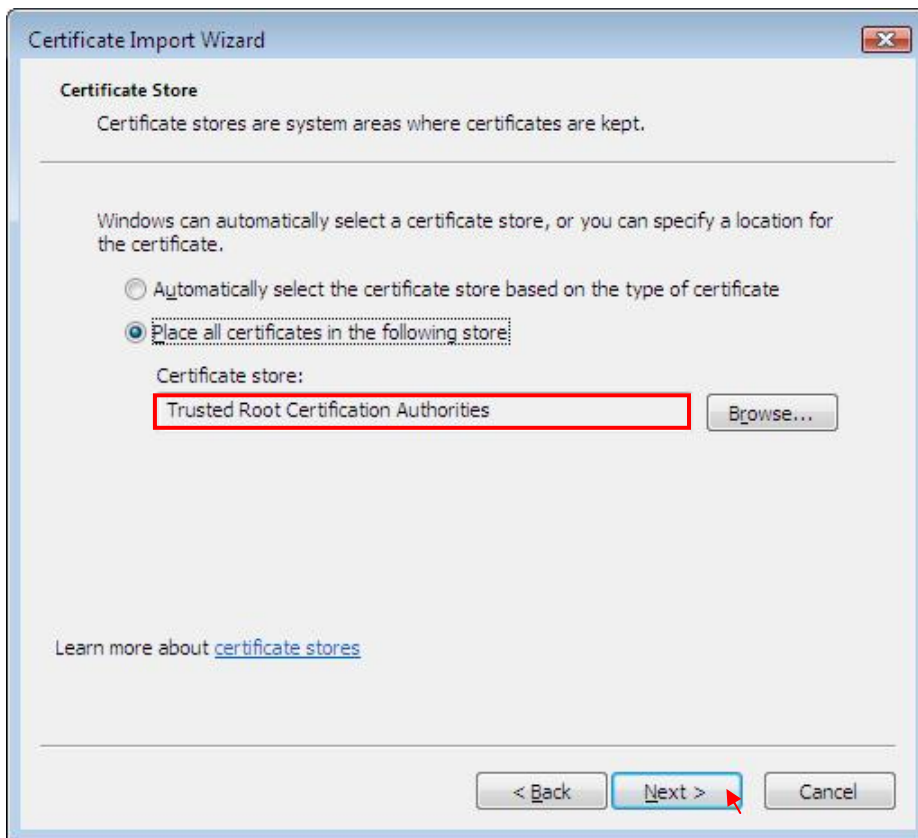 Certificate Import Wizard
Certificate Store
Certificate stores are system areas where certificates are kept.
Windows can automatically select a certificate store, or you can specify a location for
the certificate.
Automatically select the certificate store based on the type of certificate
Place all certificates in the following store
Certificate store:
Trusted Root Certification Authorities
Browse...
Learn more about certificate stores
< Back
Next >
Cancel